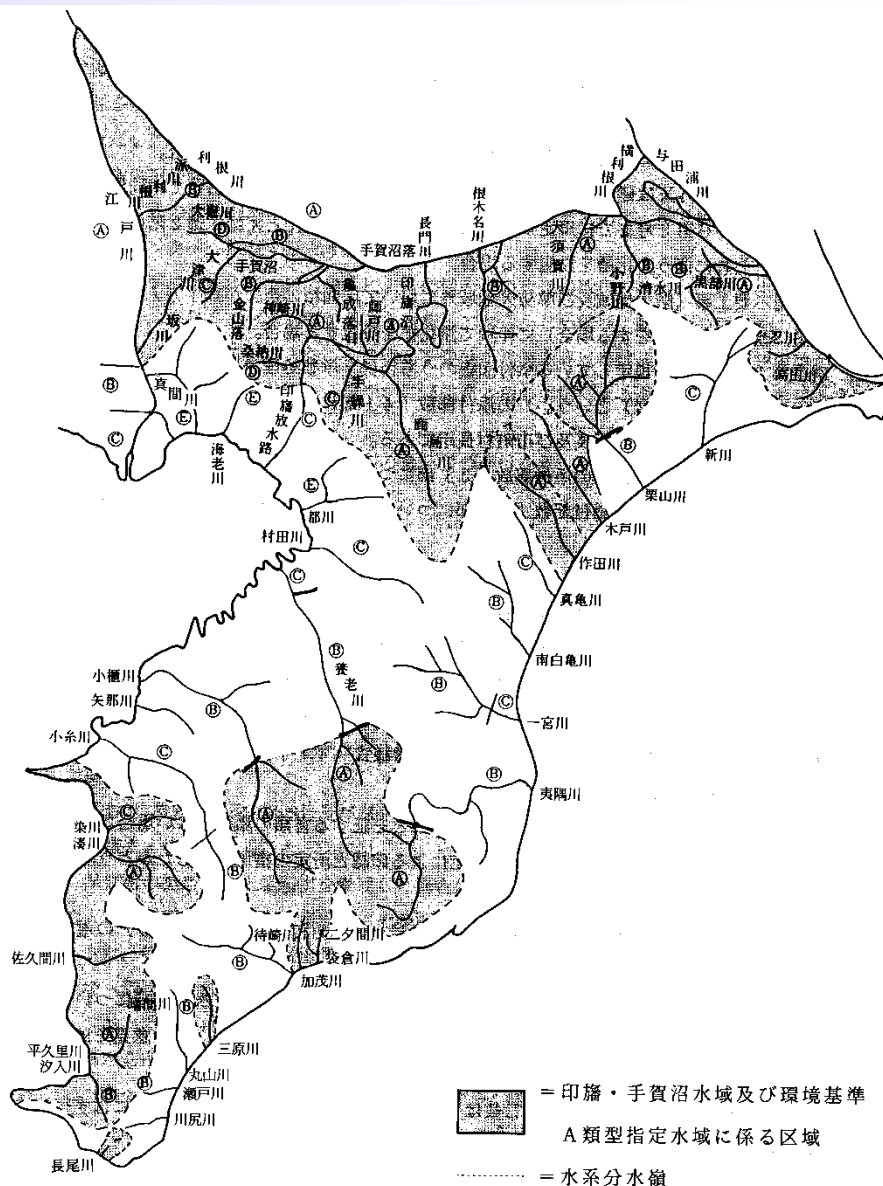 与田浦川
横利根川
派利根川
利根運河
江戸川
Ⓐ
Ⓐ
Ⓑ
大堀川
Ⓓ
Ⓑ
手賀沼落
長門川
根木名川
大須賀川
Ⓐ
小野川
Ⓑ
清水川
Ⓑ
黒部川
Ⓐ
手賀沼
大津川
Ⓒ
Ⓑ
金山落
神崎川
Ⓐ
師戸川
Ⓐ
印旛沼
Ⓑ
坂川
桑納川
Ⓓ
手繰川
Ⓒ
鹿島川
Ⓐ
忍川
高田川
真間川
Ⓑ
Ⓔ
Ⓔ
印旛放水路
Ⓒ
Ⓒ
海老川
Ⓔ
都川
村田川
Ⓒ
Ⓒ
Ⓐ
Ⓐ
Ⓐ
Ⓑ
Ⓒ
新川
栗山川
木戸川
作田川
Ⓒ
真亀川
Ⓑ
南白亀川
Ⓑ
養老川
Ⓑ
Ⓒ
一宮川
小櫃川
矢那川
Ⓑ
小糸川
Ⓒ
Ⓐ
Ⓑ
夷隅川
Ⓒ
染川
湊川
Ⓐ
Ⓐ
Ⓑ
Ⓐ
待崎川
二夕間川
袋倉川
佐久間川
Ⓑ
加茂川
Ⓑ
三原川
Ⓐ
平久里川
汐入川
Ⓑ
Ⓑ
丸山川
瀬戸川
川尻川
長尾川
=印旛・手賀沼水域及び環境基準
A類型指定水域に係る区域
=水系分水嶺